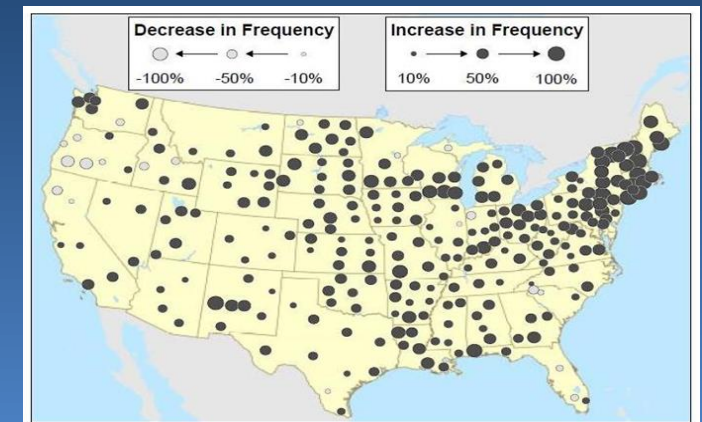 Decrease in Frequency
-100% -50% -10%
Increase in Frequency
10% 50% 100%